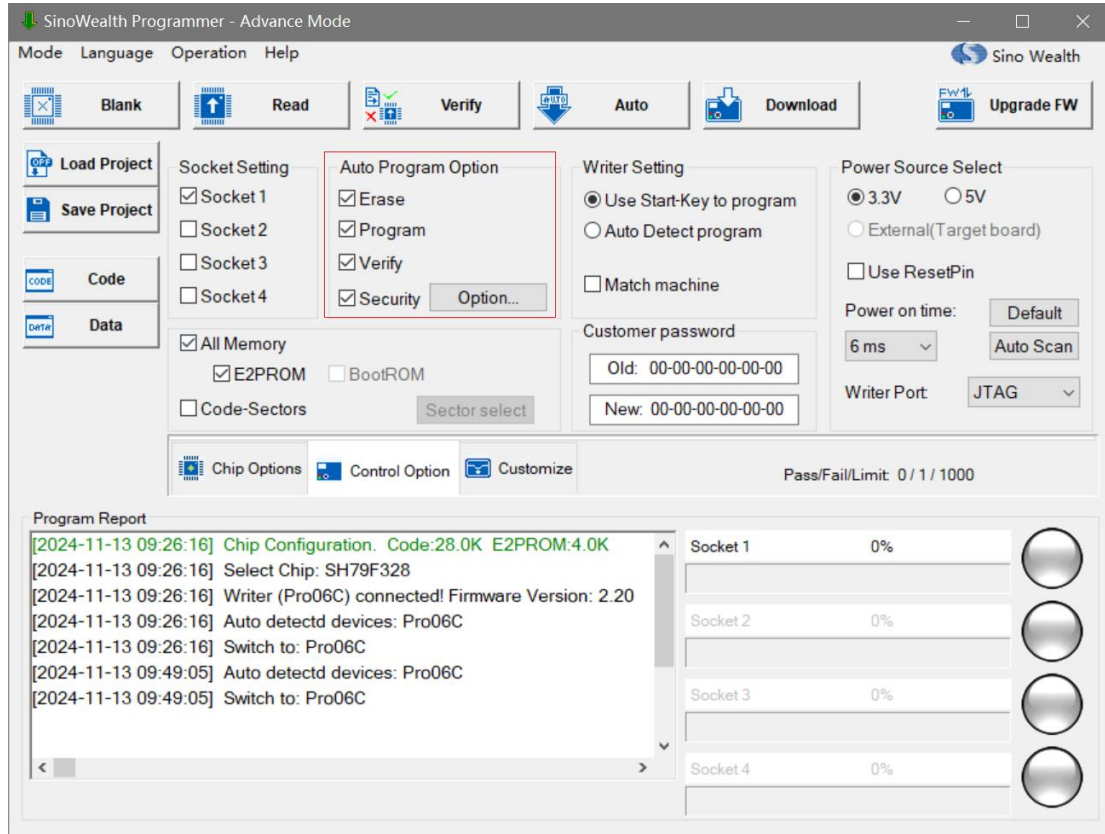 SinoWealth Programmer - Advance Mode
Mode Language Operation Help
Sino Wealth
Blank
Read
Verify
AUTO
Auto
Download
FW
Upgrade FW
OPF
Load Project
Save Project
CODE
Code
DATA
Data
Socket Setting
Socket 1
Socket 2
Socket 3
Socket 4
Auto Program Option
Erase
Program
Verify
Security Option...
Writer Setting
Use Start-Key to program
Auto Detect program
Match machine
Power Source Select
3.3V 5V
External(Target board)
Use ResetPin
Power on time: Default
6 ms Auto Scan
Writer Port: JTAG
All Memory
E2PROM BootROM
Code-Sectors Sector select
Customer password
Old: 00-00-00-00-00-00
New: 00-00-00-00-00-00
Chip Options Control Option Customize
Pass/Fail/Limit: 0 / 1 / 1000
Program Report
[2024-11-13 09:26:16] Chip Configuration. Code:28.0K E2PROM:4.0K
[2024-11-13 09:26:16] Select Chip: SH79F328
[2024-11-13 09:26:16] Writer (Pro06C) connected! Firmware Version: 2.20
[2024-11-13 09:26:16] Auto detectd devices: Pro06C
[2024-11-13 09:26:16] Switch to: Pro06C
[2024-11-13 09:49:05] Auto detectd devices: Pro06C
[2024-11-13 09:49:05] Switch to: Pro06C
Socket 1 0%
Socket 2 0%
Socket 3 0%
Socket 4 0%